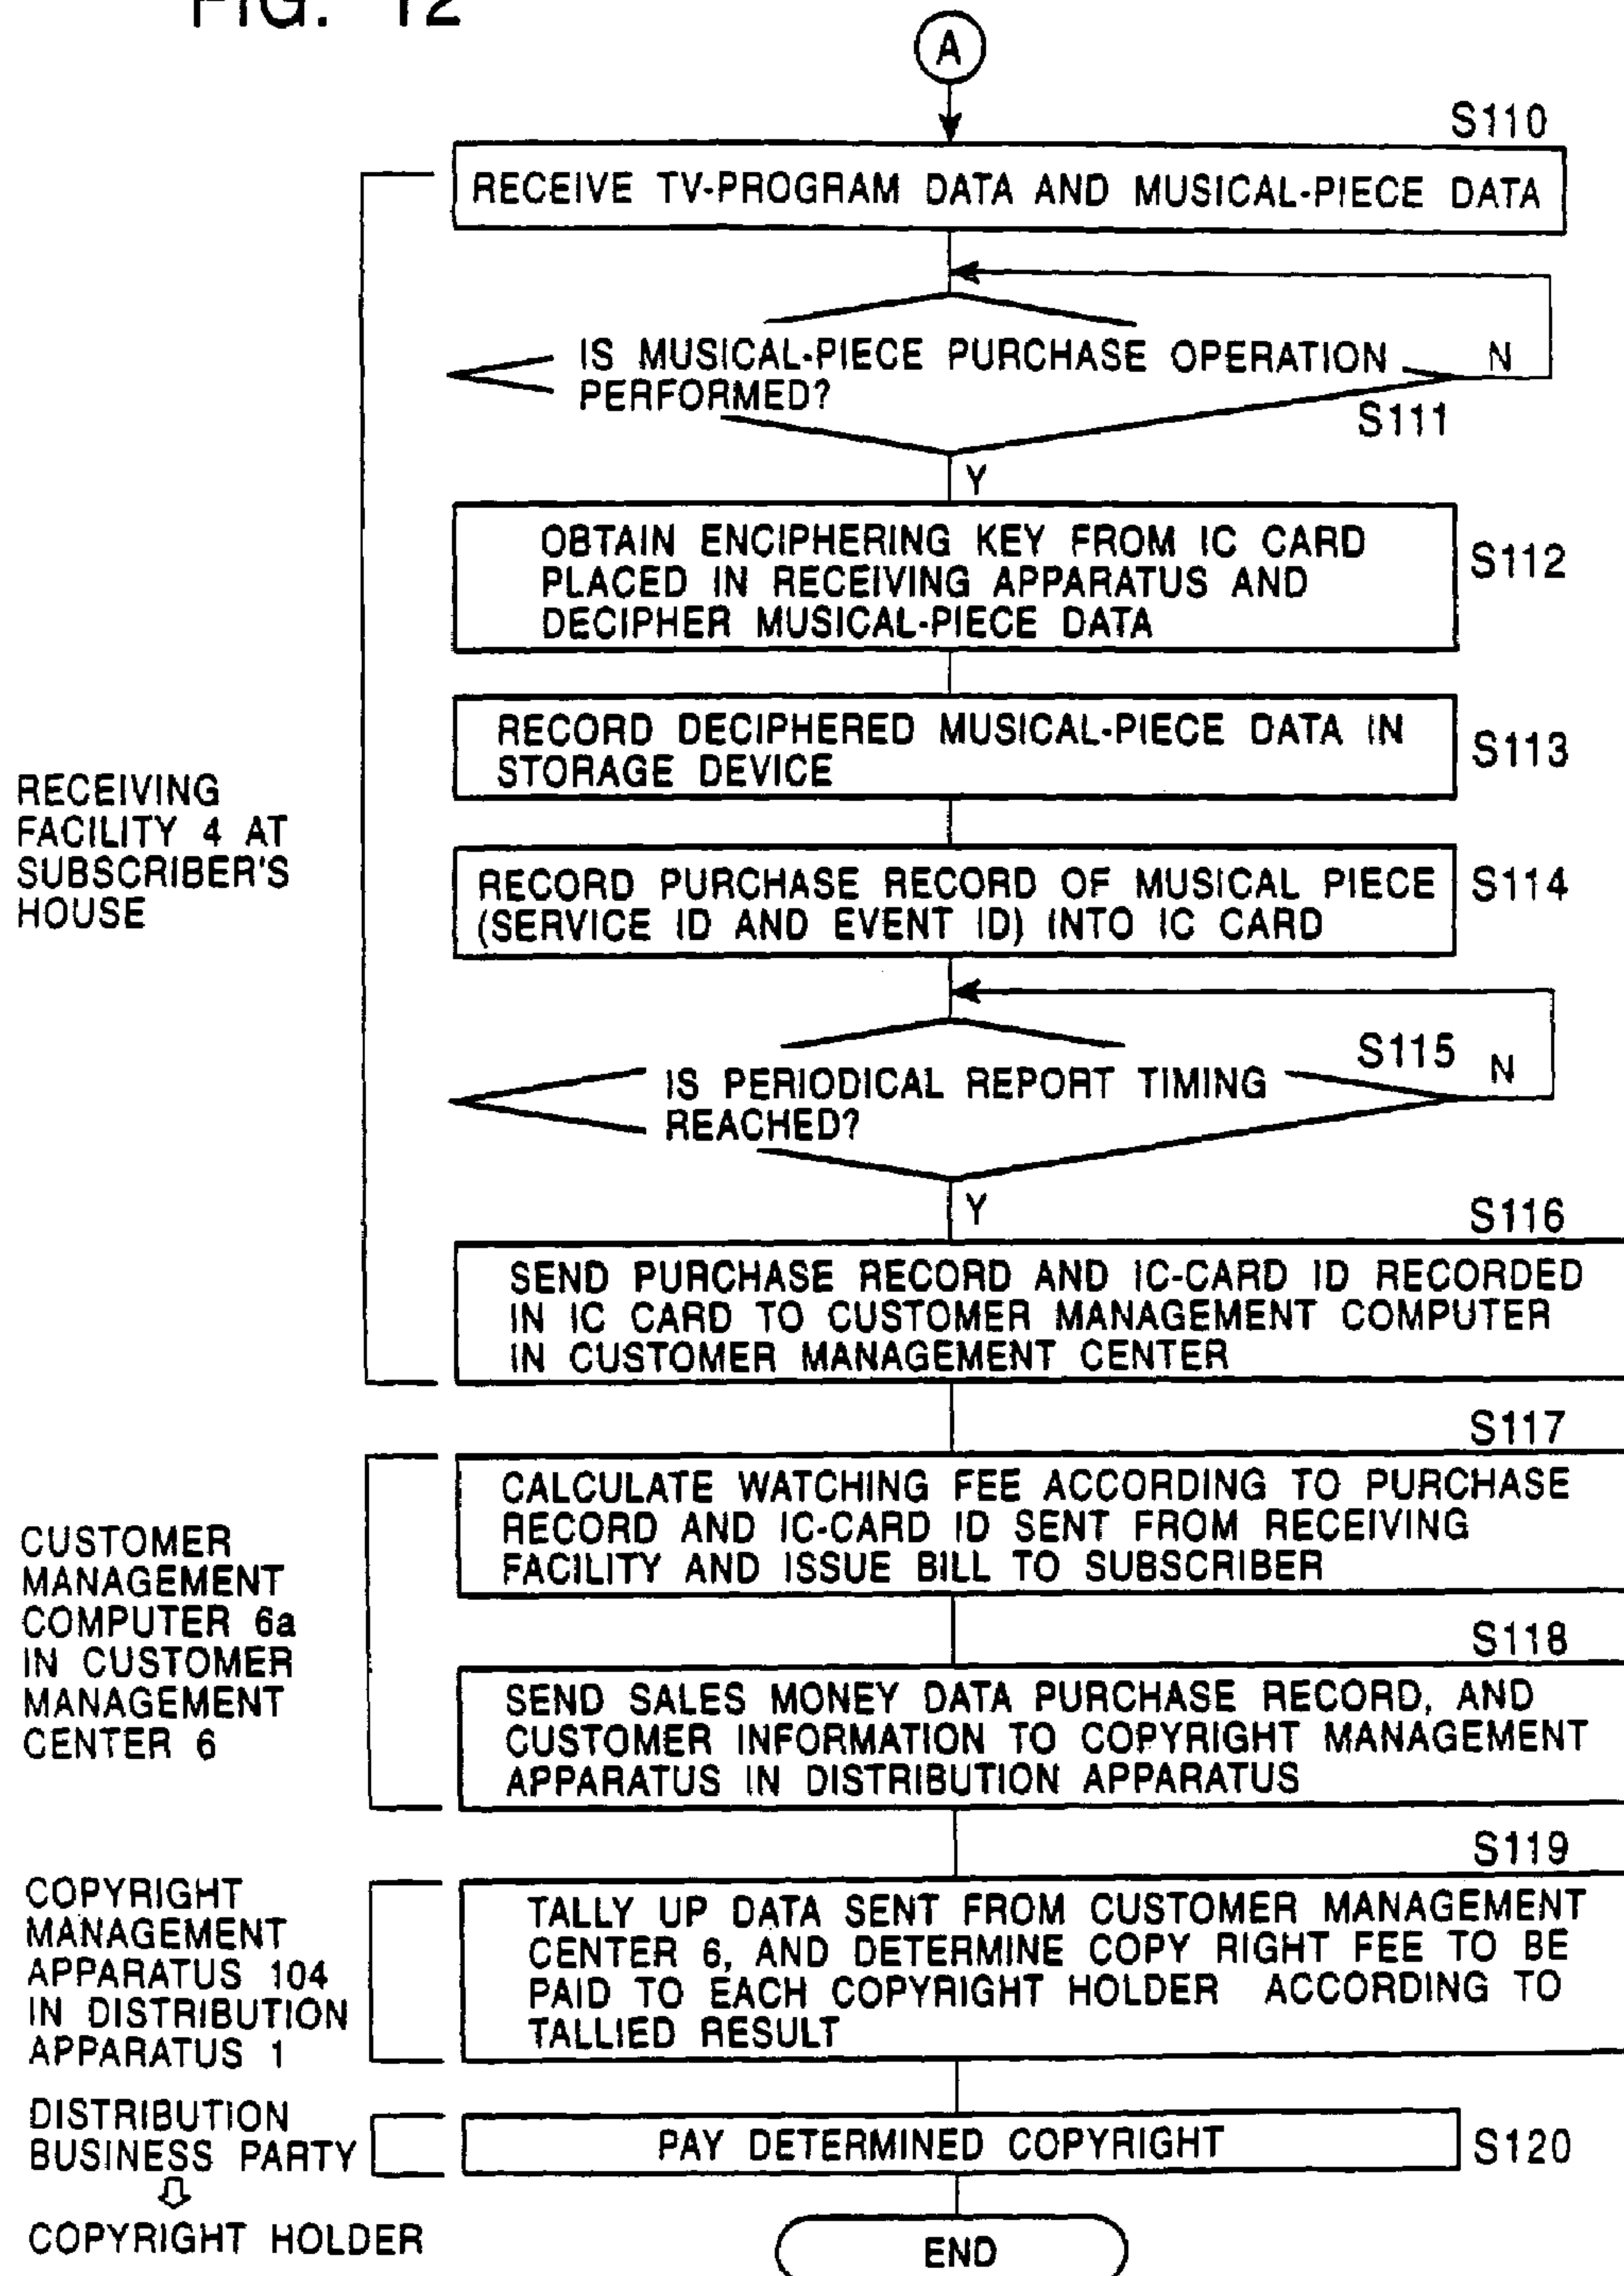 FIG. 12
A
S110
RECEIVE TV-PROGRAM DATA AND MUSICAL-PIECE DATA
IS MUSICAL-PIECE PURCHASE OPERATION
PERFORMED?
N
S111
Y
OBTAIN ENCIPHERING KEY FROM IC CARD
PLACED IN RECEIVING APPARATUS AND
DECIPHER MUSICAL-PIECE DATA
S112
RECORD DECIPHERED MUSICAL-PIECE DATA IN
STORAGE DEVICE
S113
RECEIVING
FACILITY 4 AT
SUBSCRIBER'S
HOUSE
RECORD PURCHASE RECORD OF MUSICAL PIECE
(SERVICE ID AND EVENT ID) INTO IC CARD
S114
IS PERIODICAL REPORT TIMING
REACHED?
S115
N
Y
S116
SEND PURCHASE RECORD AND IC-CARD ID RECORDED
IN IC CARD TO CUSTOMER MANAGEMENT COMPUTER
IN CUSTOMER MANAGEMENT CENTER
S117
CALCULATE WATCHING FEE ACCORDING TO PURCHASE
RECORD AND IC-CARD ID SENT FROM RECEIVING
FACILITY AND ISSUE BILL TO SUBSCRIBER
CUSTOMER
MANAGEMENT
COMPUTER 6a
IN CUSTOMER
MANAGEMENT
CENTER 6
S118
SEND SALES MONEY DATA PURCHASE RECORD, AND
CUSTOMER INFORMATION TO COPYRIGHT MANAGEMENT
APPARATUS IN DISTRIBUTION APPARATUS
S119
COPYRIGHT
MANAGEMENT
APPARATUS 104
IN DISTRIBUTION
APPARATUS 1
TALLY UP DATA SENT FROM CUSTOMER MANAGEMENT
CENTER 6, AND DETERMINE COPY RIGHT FEE TO BE
PAID TO EACH COPYRIGHT HOLDER ACCORDING TO
TALLIED RESULT
DISTRIBUTION
BUSINESS PARTY
⇩
COPYRIGHT HOLDER
PAY DETERMINED COPYRIGHT
S120
END